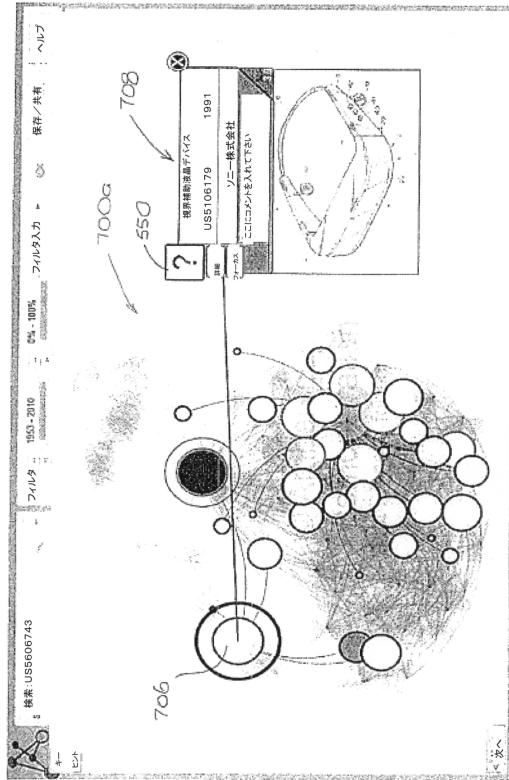 検索:US5606743
フィルタ
1953 - 2010
0% - 100%
フィルタ入力
保存/共有
ヘルプ
キー
ヒント
700a
550
708
?
視界補助液晶デバイス
US5106179 1991
詳細
ソニー株式会社
フォーカス
ここにコメントを入れて下さい
706
次へ